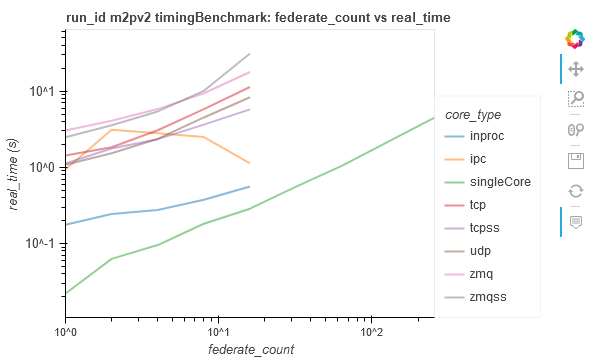 run_id m2pv2 timingBenchmark: federate_count vs real_time
real_time (s)
10^1
10^0
10^-1
10^0
10^1
10^2
federate_count
core_type
inproc
ipc
singleCore
tcp
tcpss
udp
zmq
zmqss